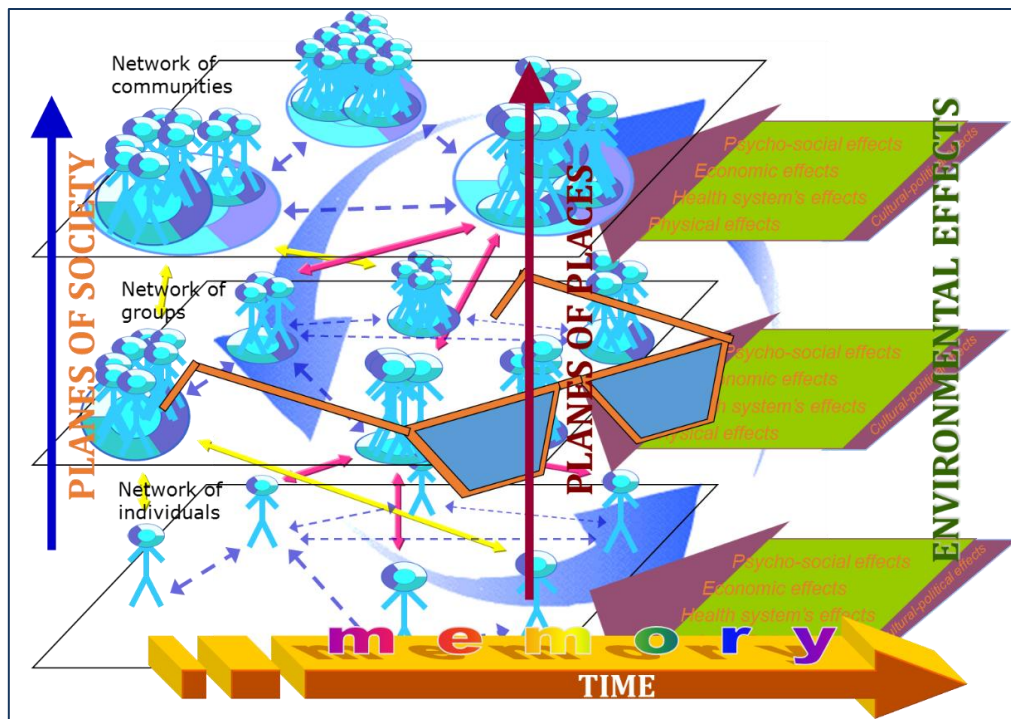 Network of
communities
PLANES OF SOCIETY
PLANES OF PLACES
ENVIRONMENTAL EFFECTS
Psycho-social effects
Economic effects
Health system's effects
Physical effects
Cultural-political effects
Network of
groups
Psycho-social effects
nomic effects
h system's effects
ysical effects
Cultural-political effects
Network of
individuals
Psycho-social effects
Economic effects
Health system's effects
Cultural-political effects
memory
TIME